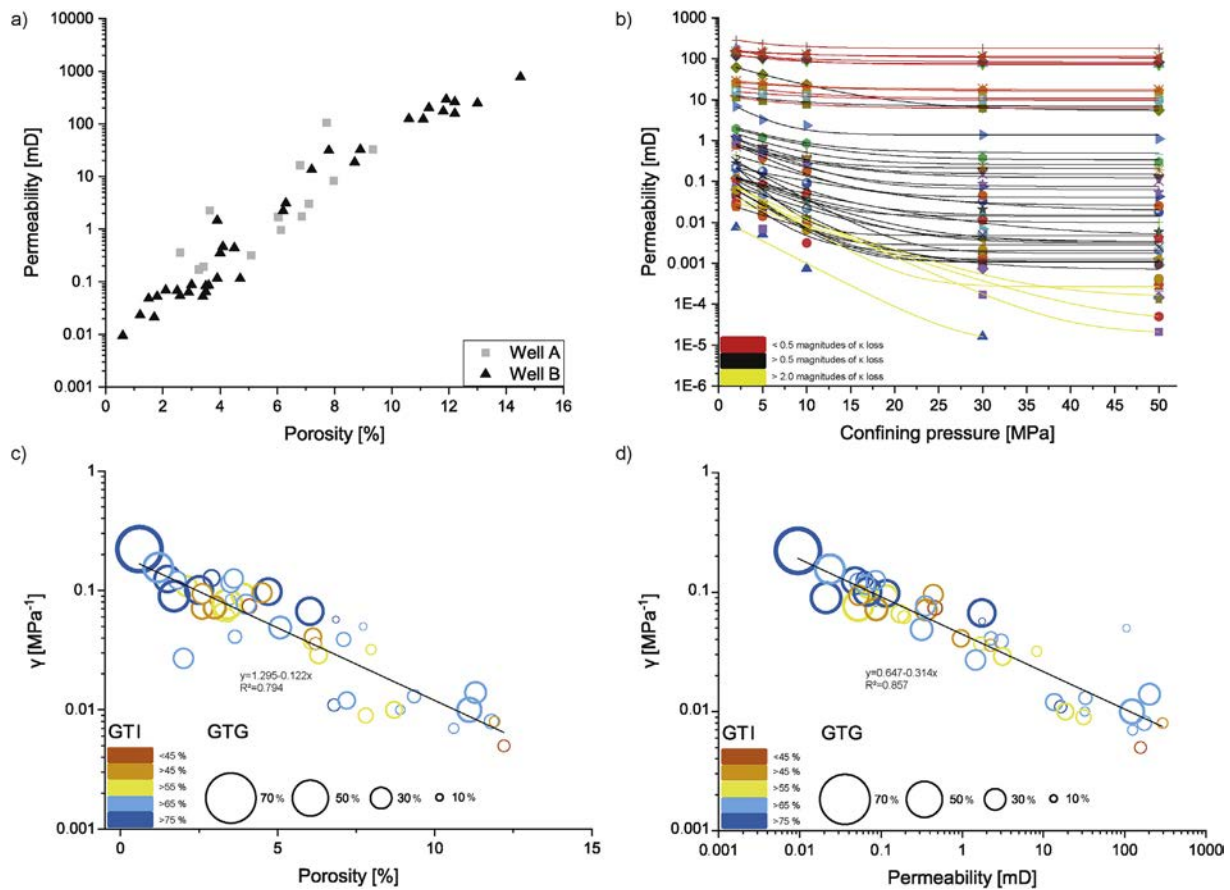 a)
Permeability [mD]
10000
1000
100
10
1
0.1
0.01
0.001
0 2 4 6 8 10 12 14 16
Porosity [%]
Well A
Well B
b)
Permeability [mD]
1000
100
10
1
0.1
0.01
0.001
1E-4
1E-5
1E-6
< 0.5 magnitudes of κ loss
> 0.5 magnitudes of κ loss
> 2.0 magnitudes of κ loss
0 5 10 15 20 25 30 35 40 45 50
Confining pressure [MPa]
c)
γ [MPa⁻¹]
1
0.1
0.01
0.001
y=1.295-0.122x
R²=0.794
GTI
<45 %
>45 %
>55 %
>65 %
>75 %
GTG
70 % 50 % 30 % 10 %
0 5 10 15
Porosity [%]
d)
γ [MPa⁻¹]
1
0.1
0.01
0.001
y=0.647-0.314x
R²=0.857
GTI
<45 %
>45 %
>55 %
>65 %
>75 %
GTG
70 % 50 % 30 % 10 %
0.001 0.01 0.1 1 10 100 1000
Permeability [mD]